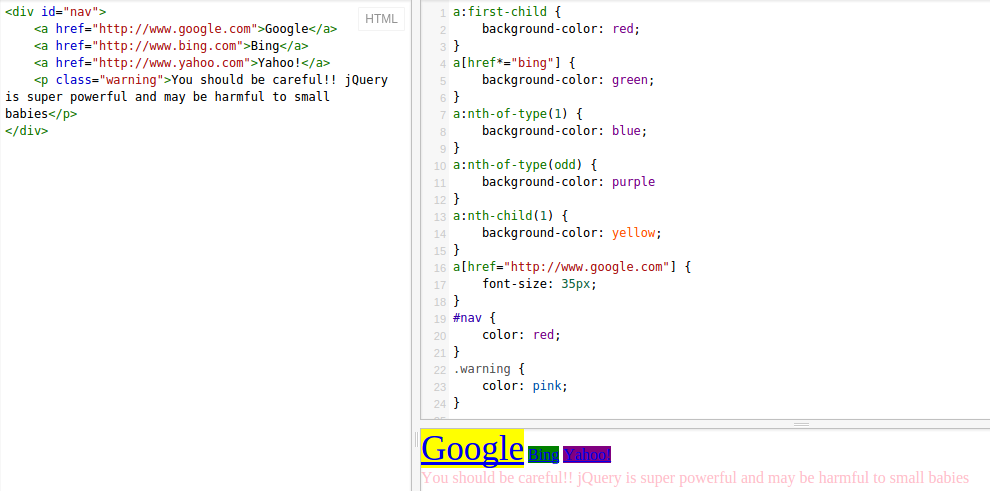 <div id="nav">
    <a href="http://www.google.com">Google</a>
    <a href="http://www.bing.com">Bing</a>
    <a href="http://www.yahoo.com">Yahoo!</a>
    <p class="warning">You should be careful!! jQuery
is super powerful and may be harmful to small
babies</p>
</div>
HTML
1 a:first-child {
2     background-color: red;
3 }
4 a[href*="bing"] {
5     background-color: green;
6 }
7 a:nth-of-type(1) {
8     background-color: blue;
9 }
10 a:nth-of-type(odd) {
11     background-color: purple
12 }
13 a:nth-child(1) {
14     background-color: yellow;
15 }
16 a[href="http://www.google.com"] {
17     font-size: 35px;
18 }
19 #nav {
20     color: red;
21 }
22 .warning {
23     color: pink;
24 }
Google Bing Yahoo!
You should be careful!! jQuery is super powerful and may be harmful to small babies